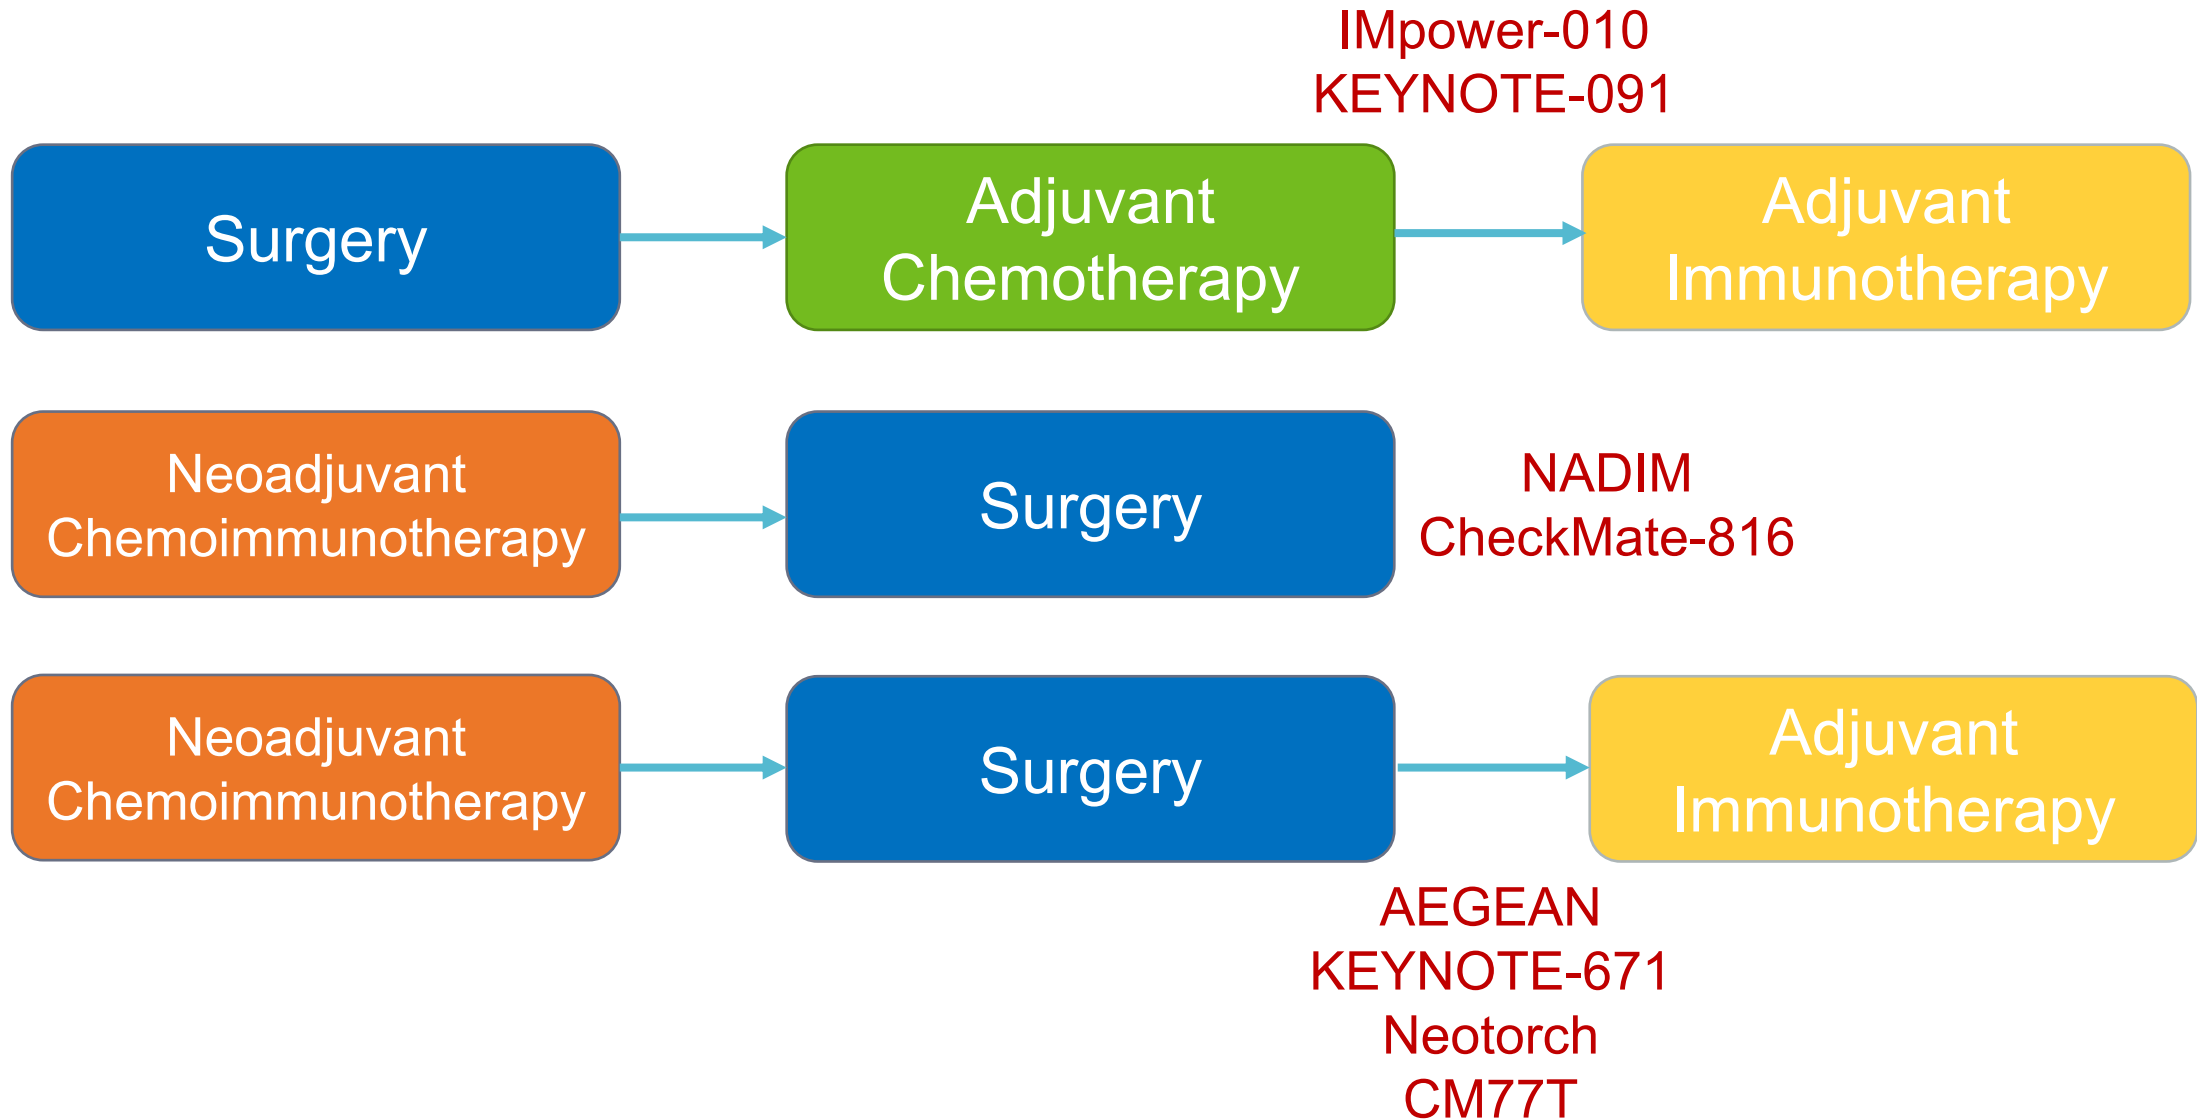 IMpower-010
KEYNOTE-091
Surgery
Adjuvant
Chemotherapy
Adjuvant
Immunotherapy
Neoadjuvant
Chemoimmunotherapy
Surgery
NADIM
CheckMate-816
Neoadjuvant
Chemoimmunotherapy
Surgery
Adjuvant
Immunotherapy
AEGEAN
KEYNOTE-671
Neotorch
CM77T